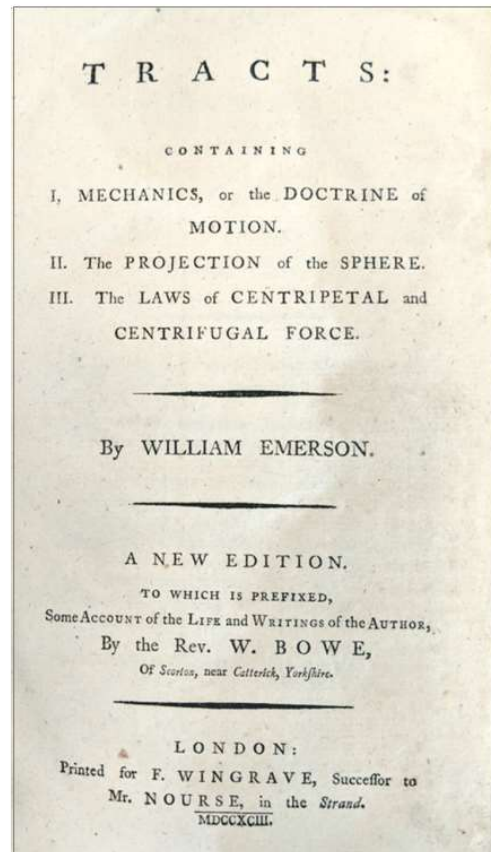 TRACTS:
CONTAINING
I, MECHANICS, or the DOCTRINE of
MOTION.
II. The PROJECTION of the SPHERE.
III. The LAWS of CENTRIPETAL and
CENTRIFUGAL FORCE.
By WILLIAM EMERSON.
A NEW EDITION.
TO WHICH IS PREFIXED,
Some ACCOUNT of the LIFE and WRITINGS of the AUTHOR,
By the Rev. W. BOWE,
Of Scorton, near Catterick, Yorkſhire.
LONDON:
Printed for F. WINGRAVE, Succeſſor to
Mr. NOURSE, in the Strand.
MDCCXCIII.